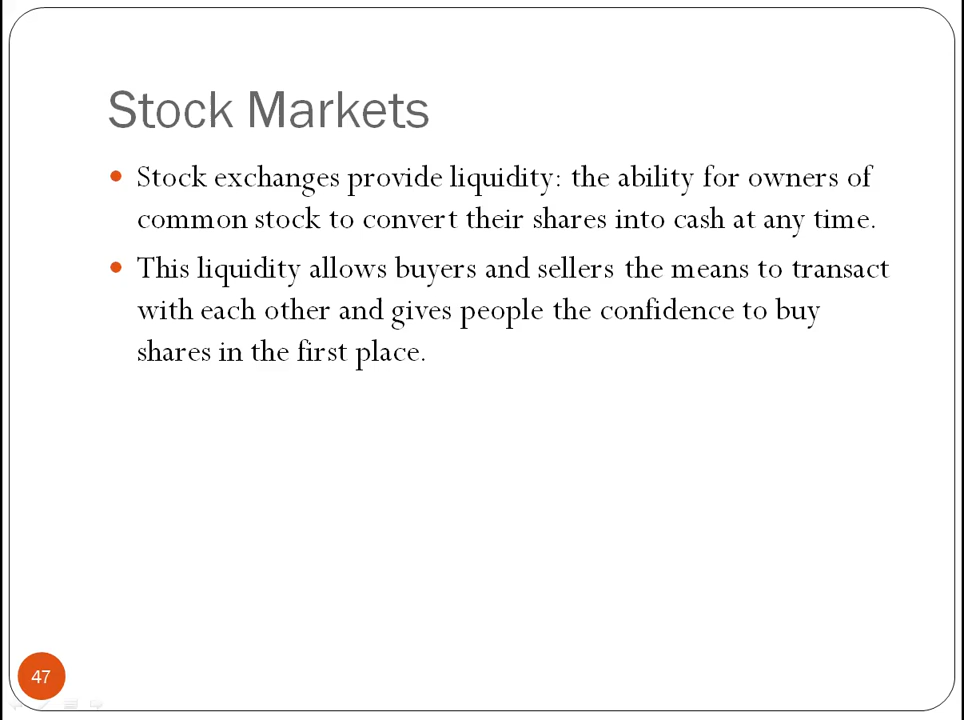 Stock Markets
Stock exchanges provide liquidity: the ability for owners of
common stock to convert their shares into cash at any time.
This liquidity allows buyers and sellers the means to transact
with each other and gives people the confidence to buy
shares in the first place.
47